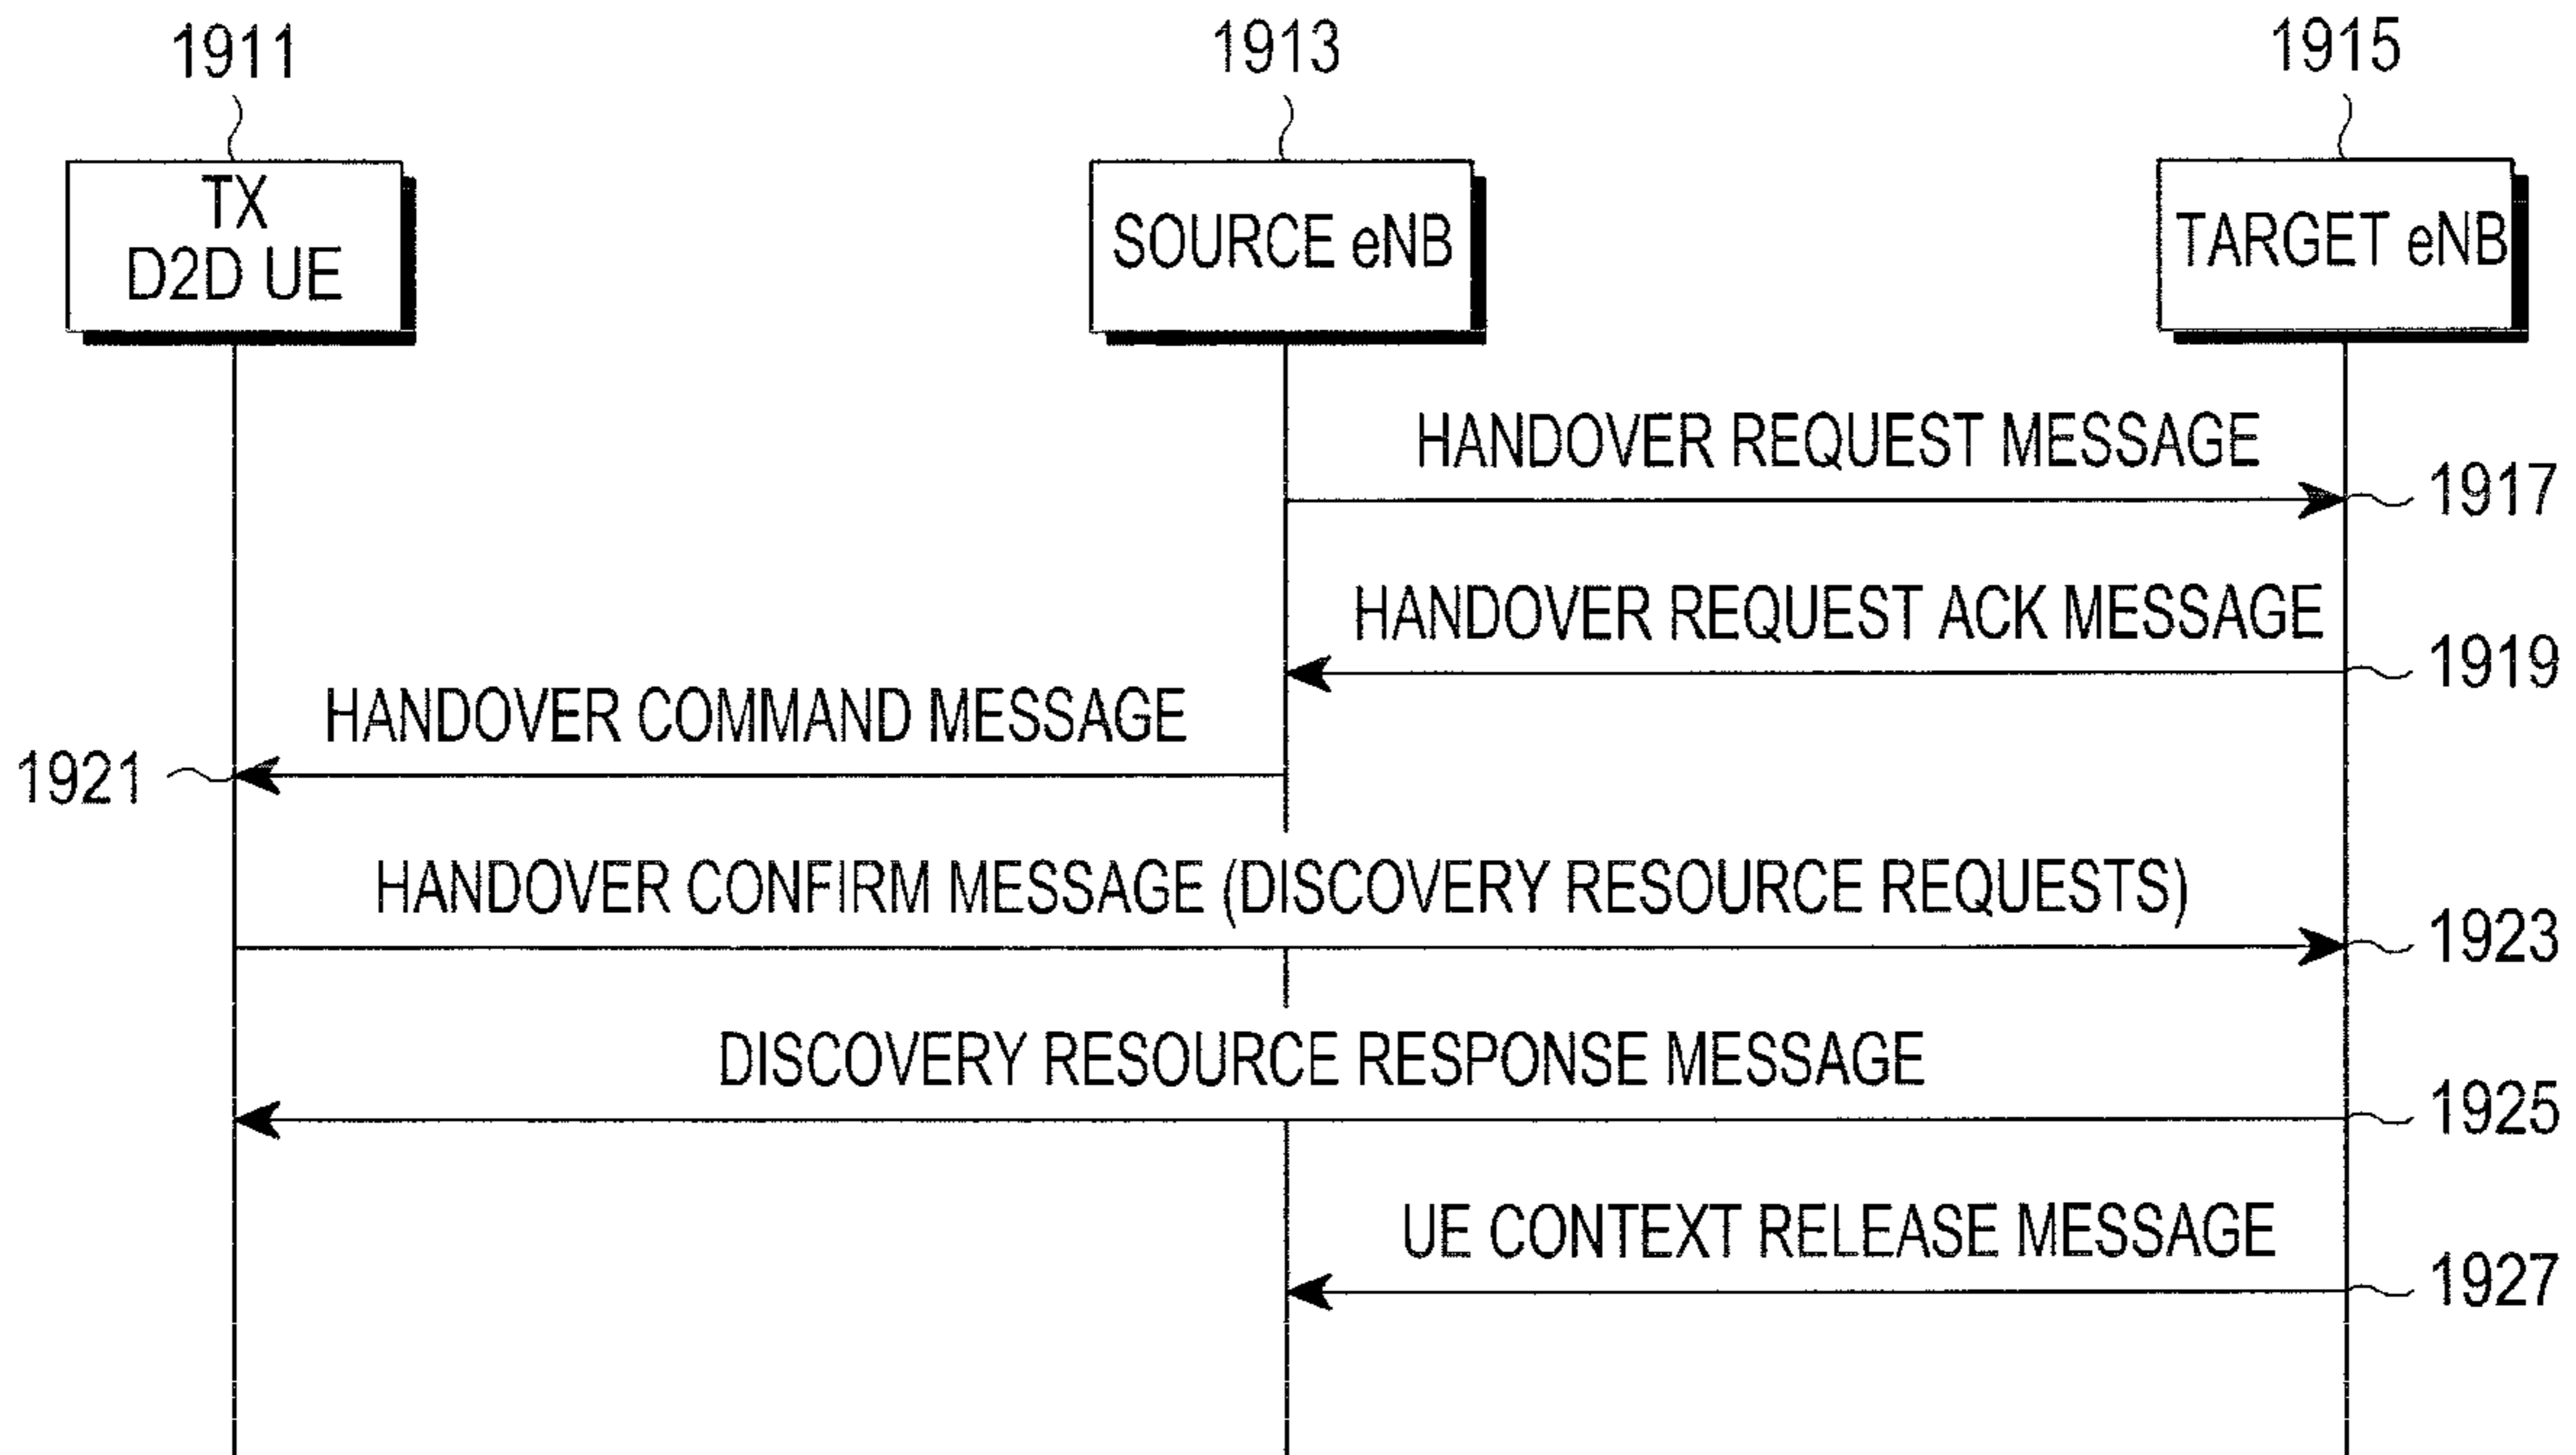 1911
1913
1915
TX
D2D UE
SOURCE eNB
TARGET eNB
HANDOVER REQUEST MESSAGE
1917
HANDOVER REQUEST ACK MESSAGE
1919
HANDOVER COMMAND MESSAGE
1921
HANDOVER CONFIRM MESSAGE (DISCOVERY RESOURCE REQUESTS)
1923
DISCOVERY RESOURCE RESPONSE MESSAGE
1925
UE CONTEXT RELEASE MESSAGE
1927